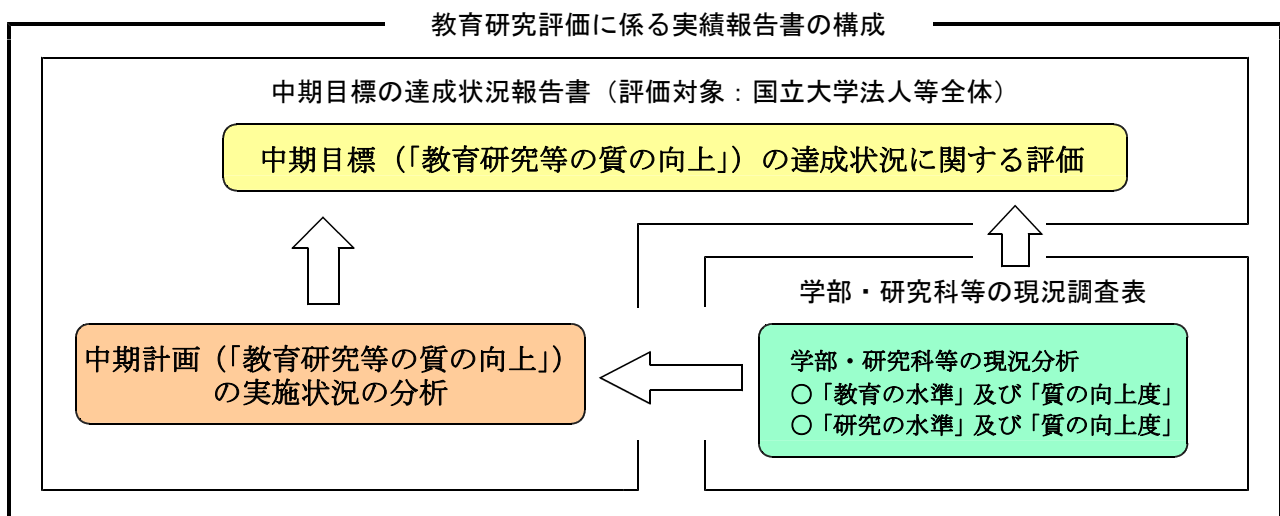 教育研究評価に係る実績報告書の構成
中期目標の達成状況報告書（評価対象：国立大学法人等全体）
中期目標（「教育研究等の質の向上」）の達成状況に関する評価
学部・研究科等の現況調査表
中期計画（「教育研究等の質の向上」）
の実施状況の分析
学部・研究科等の現況分析
○「教育の水準」及び「質の向上度」
○「研究の水準」及び「質の向上度」